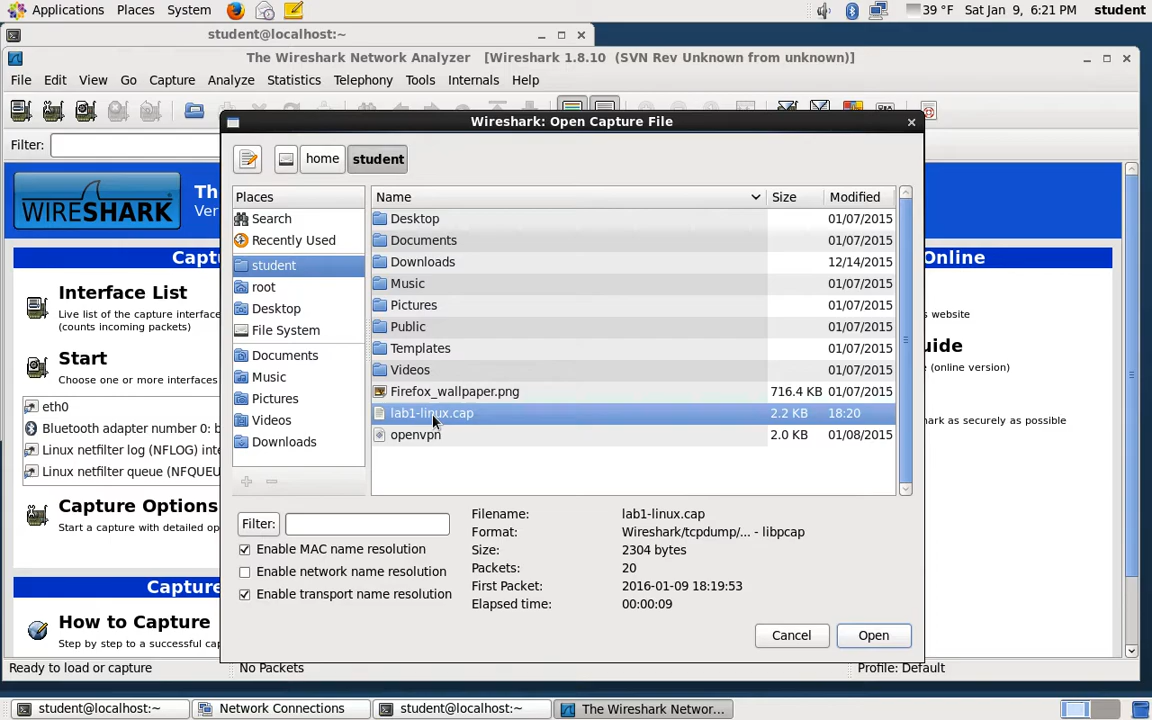 Applications Places System 39 °F Sat Jan 9, 6:21 PM student
student@localhost:~
The Wireshark Network Analyzer [Wireshark 1.8.10 (SVN Rev Unknown from unknown)]
File Edit View Go Capture Analyze Statistics Telephony Tools Internals Help
Wireshark: Open Capture File
Filter:
home student
WIRESHARK
Places Name Size Modified
Search
Recently Used
student
root
Desktop
File System
Documents
Music
Pictures
Videos
Downloads
Desktop 01/07/2015
Documents 01/07/2015
Downloads 12/14/2015
Music 01/07/2015
Pictures 01/07/2015
Public 01/07/2015
Templates 01/07/2015
Videos 01/07/2015
Firefox_wallpaper.png 716.4 KB 01/07/2015
lab1-linux.cap 2.2 KB 18:20
openvpn 2.0 KB 01/08/2015
Filter:
Enable MAC name resolution
Enable network name resolution
Enable transport name resolution
Filename: lab1-linux.cap
Format: Wireshark/tcpdump/... - libpcap
Size: 2304 bytes
Packets: 20
First Packet: 2016-01-09 18:19:53
Elapsed time: 00:00:09
Cancel Open
Interface List
Live list of the capture interface
(counts incoming packets)
Start
Choose one or more interfaces
eth0
Bluetooth adapter number 0: b
Linux netfilter log (NFLOG) inte
Linux netfilter queue (NFQUEU
Capture Options
Start a capture with detailed op
How to Capture
Step by step to a successful cap
Online
website
uide
(online version)
ark as securely as possible
Ready to load or capture No Packets Profile: Default
student@localhost:~ Network Connections student@localhost:~ The Wireshark Networ...